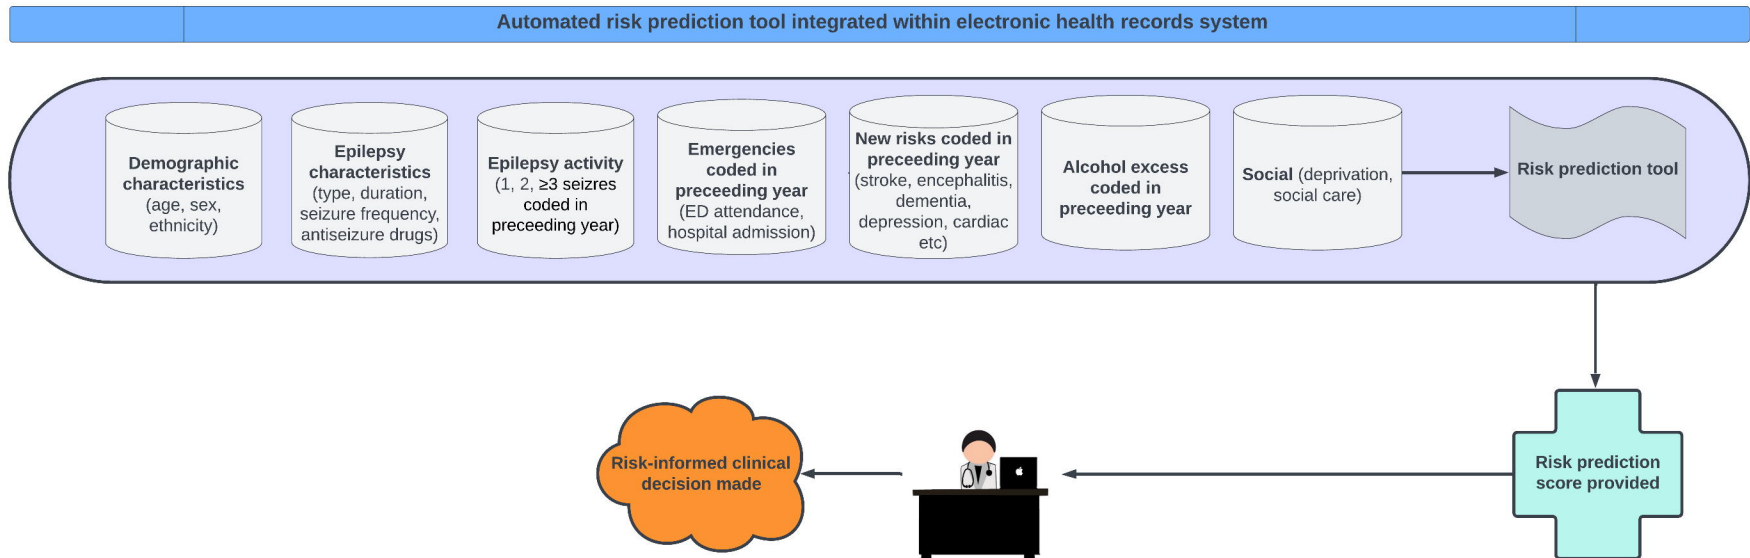 Automated risk prediction tool integrated within electronic health records system
Demographic
characteristics
(age, sex,
ethnicity)
Epilepsy
characteristics
(type, duration,
seizure frequency,
antiseizure drugs)
Epilepsy activity
(1, 2, ≥3 seizres
coded in
preceeding year)
Emergencies
coded in
preceeding year
(ED attendance,
hospital admission)
New risks coded in
preceeding year
(stroke, encephalitis,
dementia,
depression, cardiac
etc)
Alcohol excess
coded in
preceeding year
Social (deprivation,
social care)
Risk prediction tool
Risk-informed clinical
decision made
Risk prediction
score provided